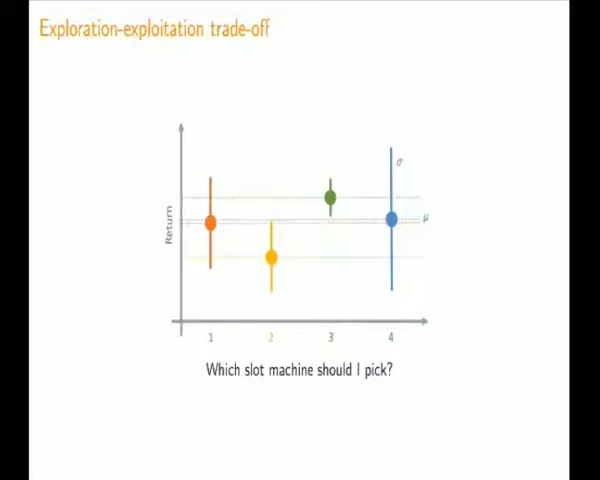 Exploration-exploitation trade-off
σ
μ
Return
1 2 3 4
Which slot machine should I pick?